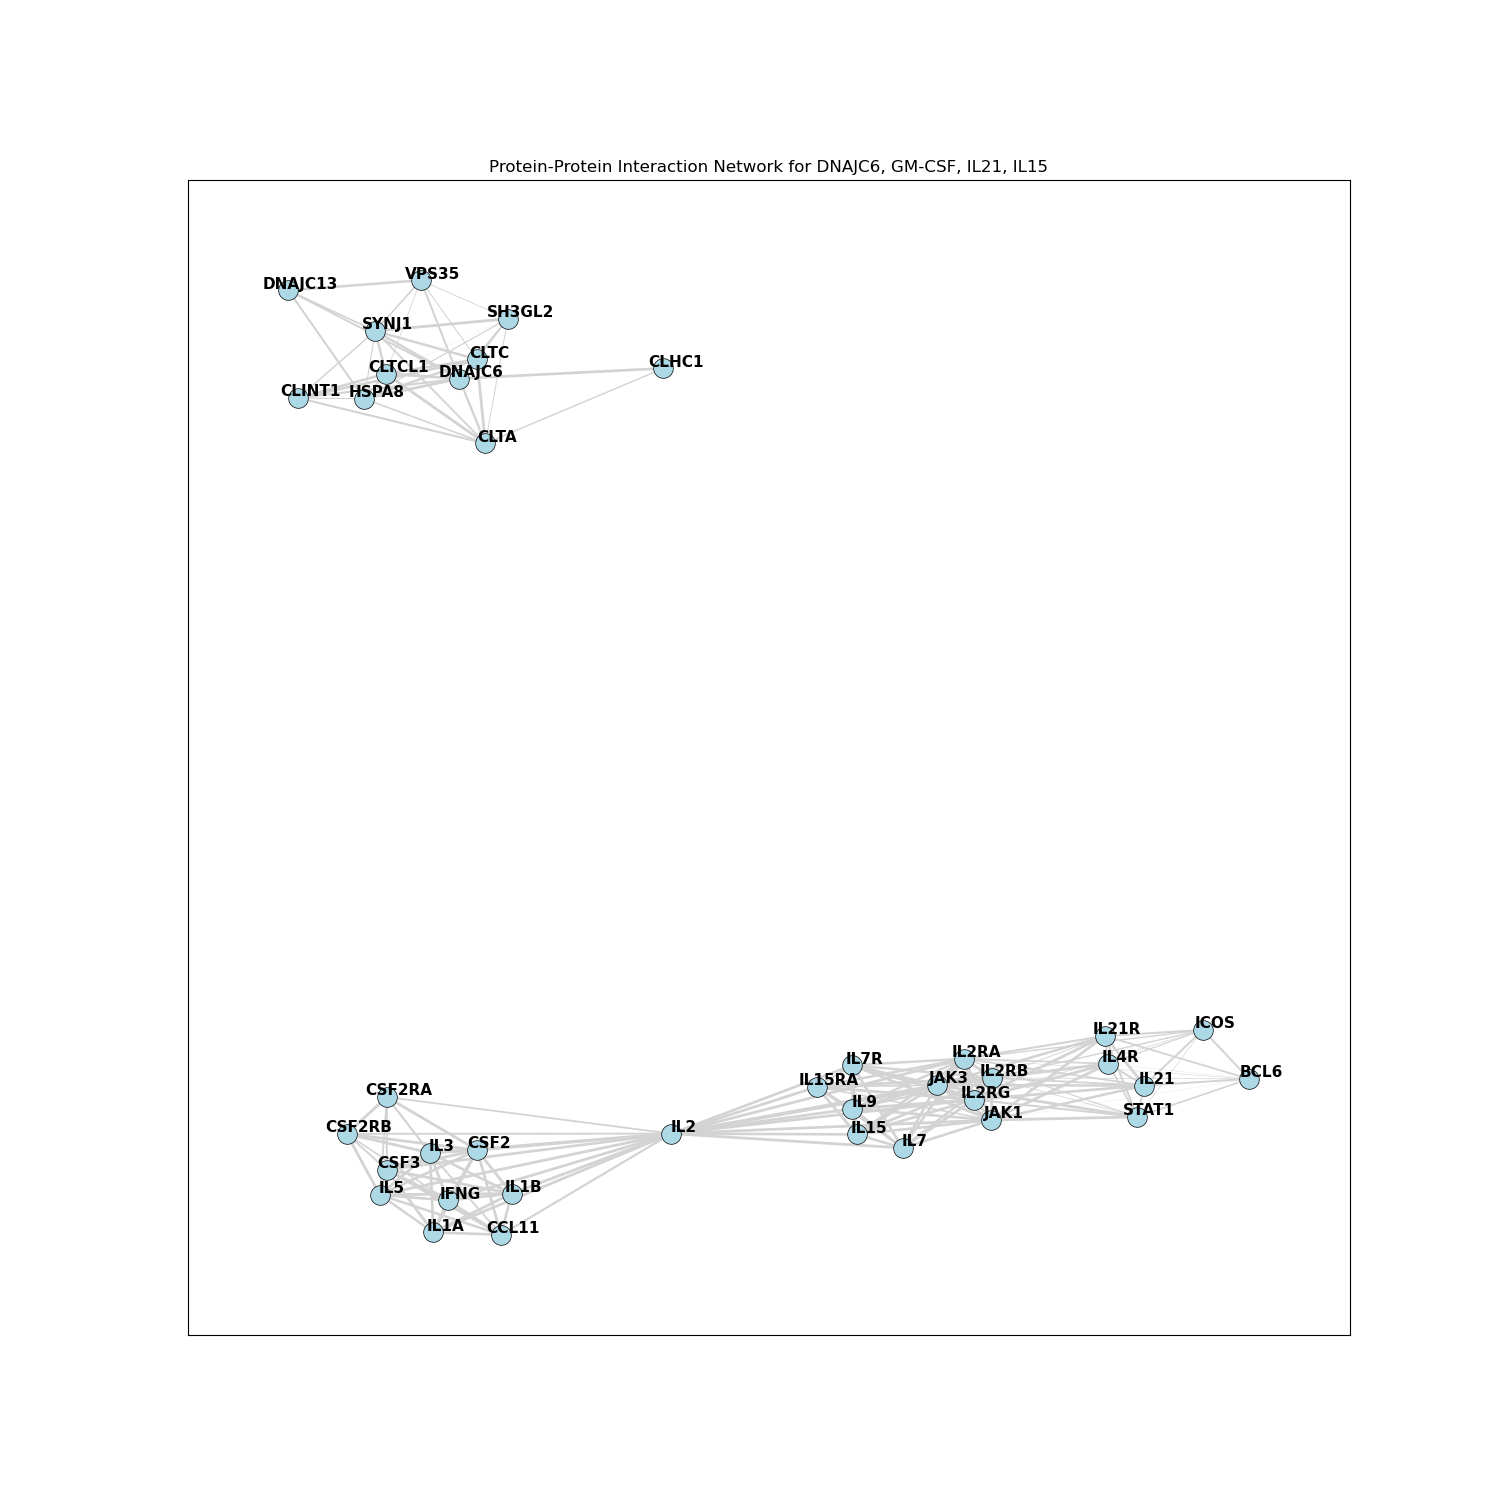 Protein-Protein Interaction Network for DNAJC6, GM-CSF, IL21, IL15
VPS35
DNAJC13
SH3GL2
SYNJ1
CLTC
CLHC1
CLTCL1
DNAJC6
CLINT1
HSPA8
CLTA
ICOS
IL21R
IL2RA
IL4R
IL7R
IL2RB
BCL6
JAK3
IL21
IL15RA
CSF2RA
IL2RG
IL9
STAT1
JAK1
CSF2RB
IL2
IL15
IL7
CSF2
IL3
CSF3
IL5
IL1B
IFNG
IL1A
CCL11